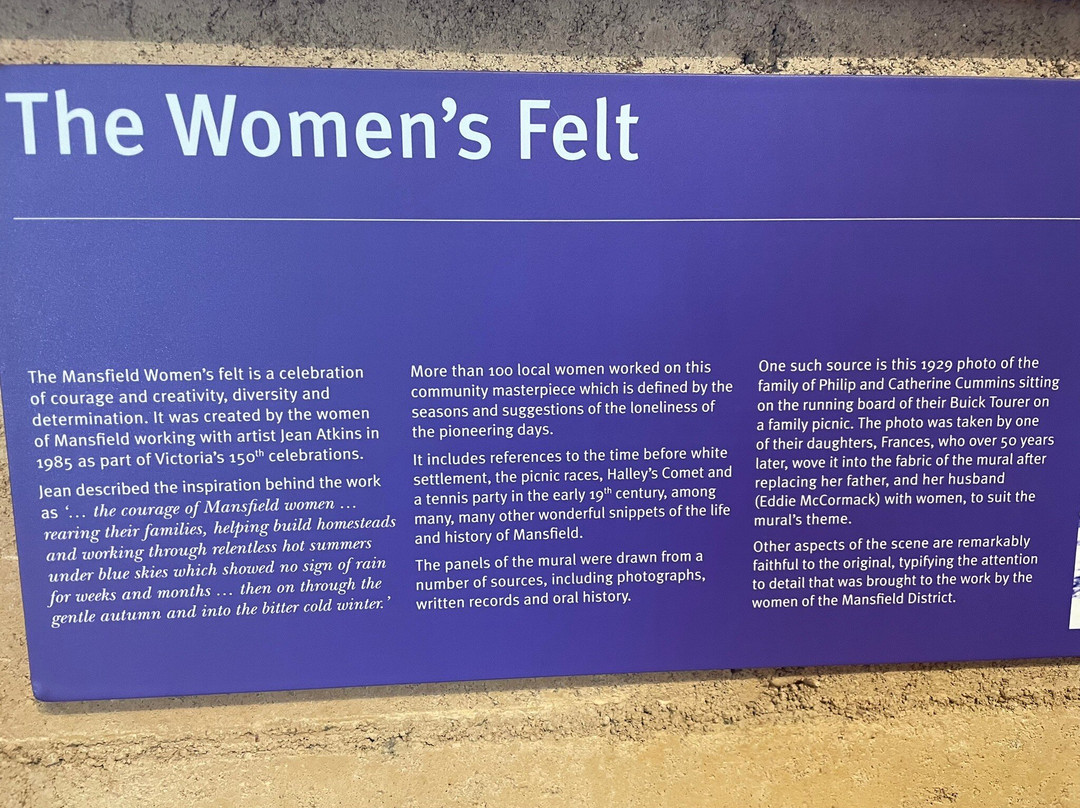 The Women's Felt
The Mansfield Women's felt is a celebration
of courage and creativity, diversity and
determination. It was created by the women
of Mansfield working with artist Jean Atkins in
1985 as part of Victoria's 150th celebrations.
Jean described the inspiration behind the work
as '... the courage of Mansfield women ...
rearing their families, helping build homesteads
and working through relentless hot summers
under blue skies which showed no sign of rain
for weeks and months ... then on through the
gentle autumn and into the bitter cold winter.'
More than 100 local women worked on this
community masterpiece which is defined by the
seasons and suggestions of the loneliness of
the pioneering days.
It includes references to the time before white
settlement, the picnic races, Halley's Comet and
a tennis party in the early 19th century, among
many, many other wonderful snippets of the life
and history of Mansfield.
The panels of the mural were drawn from a
number of sources, including photographs,
written records and oral history.
One such source is this 1929 photo of the
family of Philip and Catherine Cummins sitting
on the running board of their Buick Tourer on
a family picnic. The photo was taken by one
of their daughters, Frances, who over 50 years
later, wove it into the fabric of the mural after
replacing her father, and her husband
(Eddie McCormack) with women, to suit the
mural's theme.
Other aspects of the scene are remarkably
faithful to the original, typifying the attention
to detail that was brought to the work by the
women of the Mansfield District.